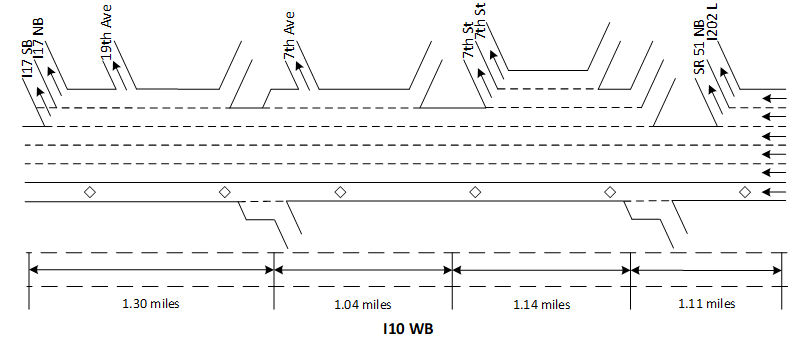 I17 SB
I17 NB
19th Ave
7th Ave
7th St
7th St
SR 51 NB
I202 L
1.30 miles
1.04 miles
1.14 miles
1.11 miles
I10 WB